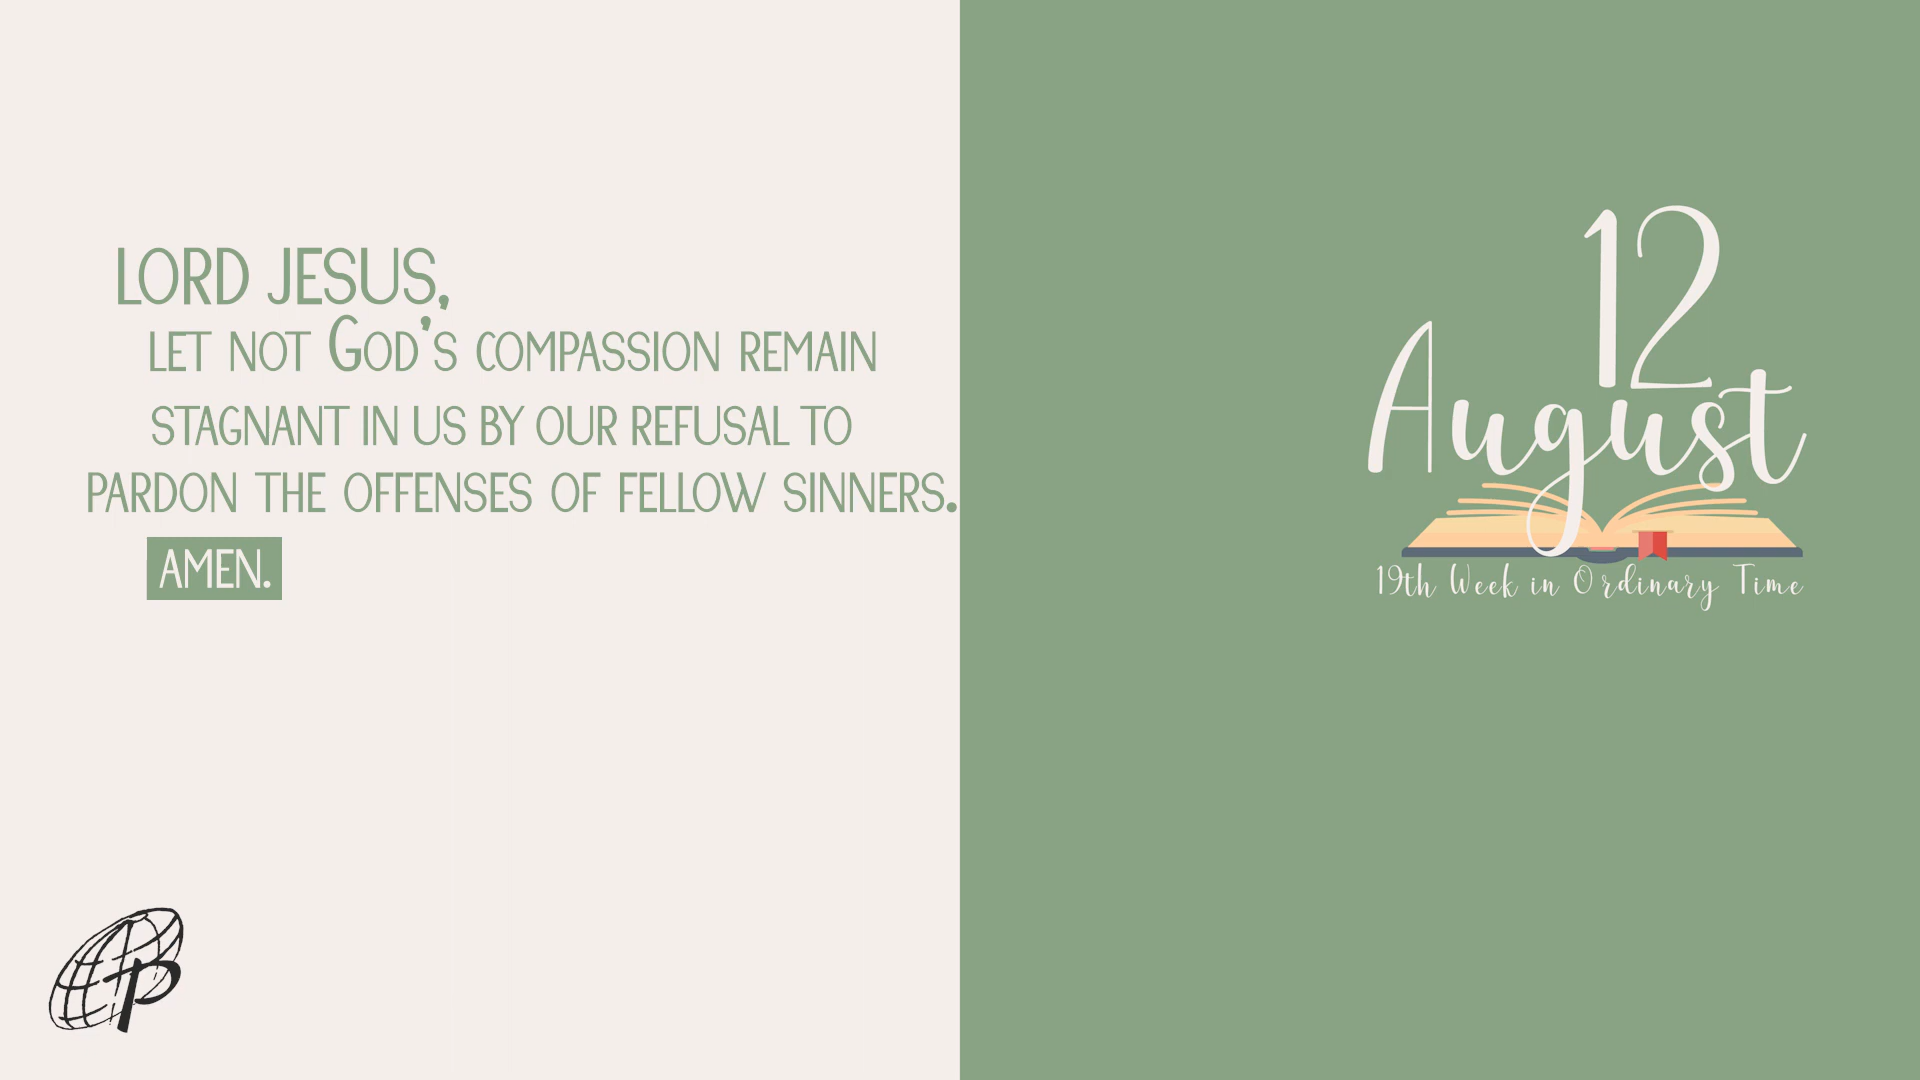 LORD JESUS,
LET NOT GOD'S COMPASSION REMAIN
STAGNANT IN US BY OUR REFUSAL TO
PARDON THE OFFENSES OF FELLOW SINNERS.
AMEN.
12
August
19th Week in Ordinary Time